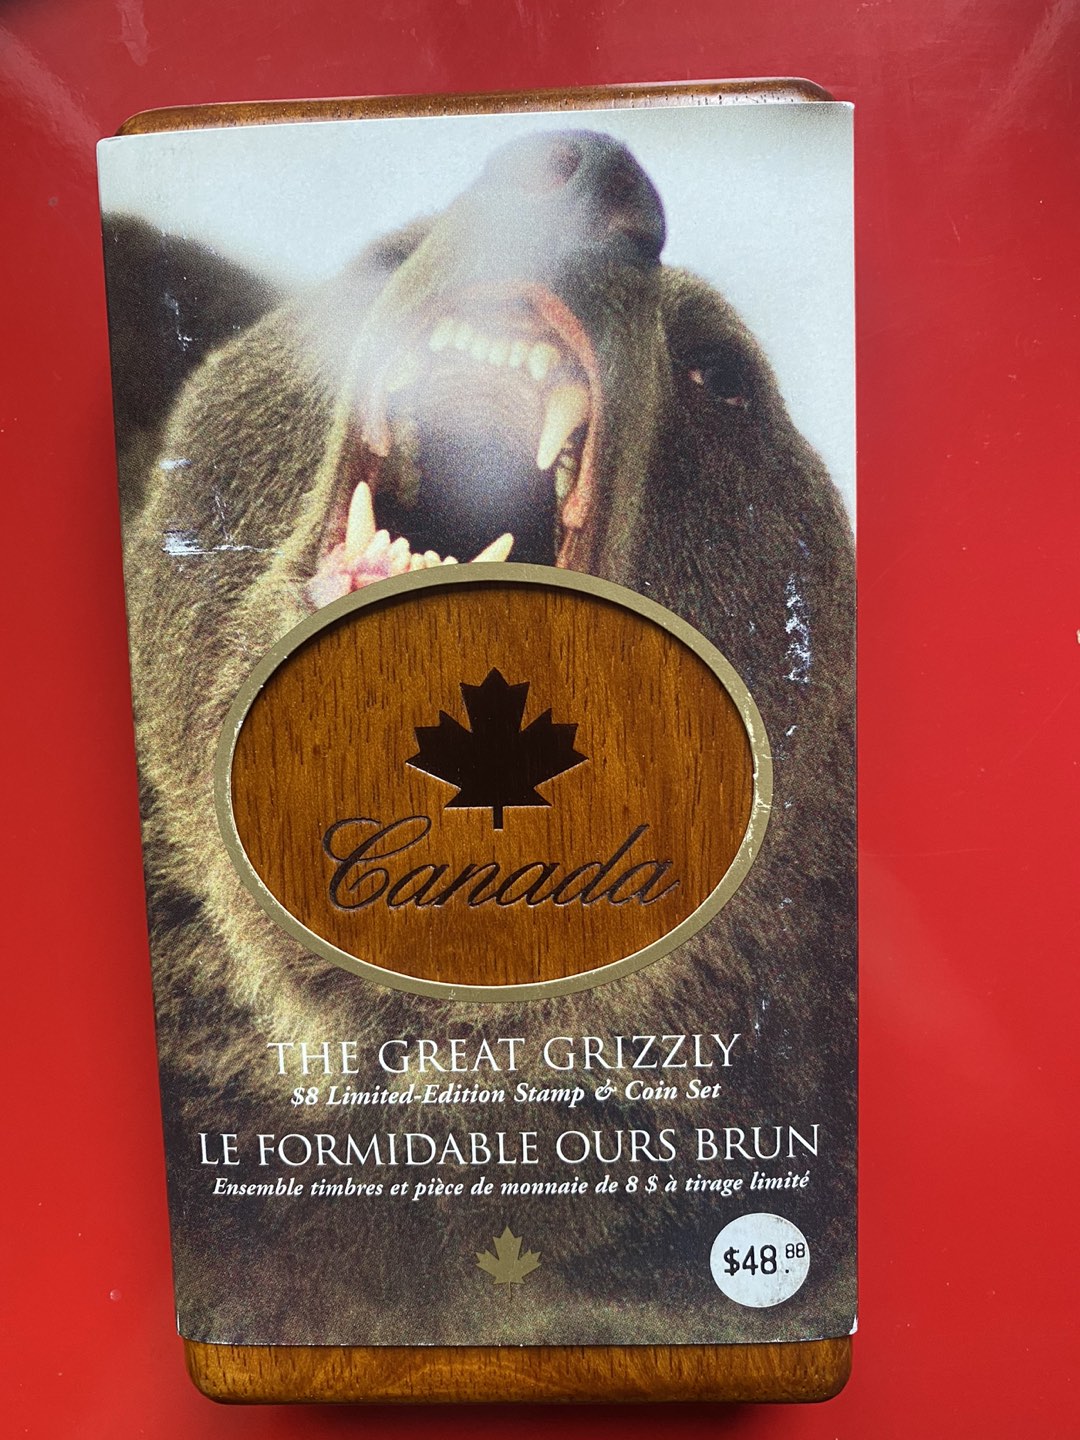 Canada
THE GREAT GRIZZLY
$8 Limited-Edition Stamp & Coin Set
LE FORMIDABLE OURS BRUN
Ensemble timbres et pièce de monnaie de 8 $ à tirage limité
$48.88